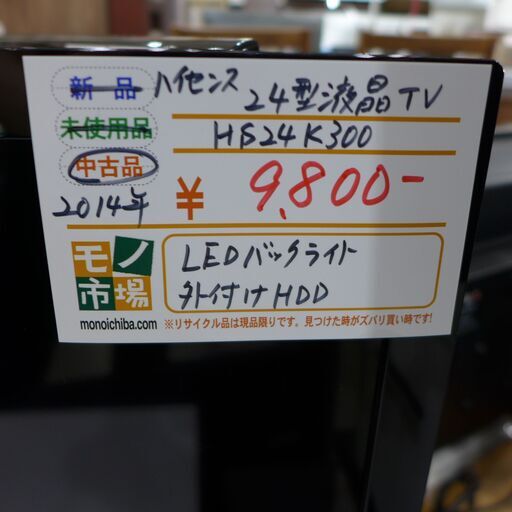 新品 ハイセンス 24型液晶TV
未使用品 HS24K300
中古品
2014年 ¥ 9,800-
モノ市場 LEDバックライト
外付けHDD
monoichiba.com ※リサイクル品は現品限りです。見つけた時がズバリ買い時です!